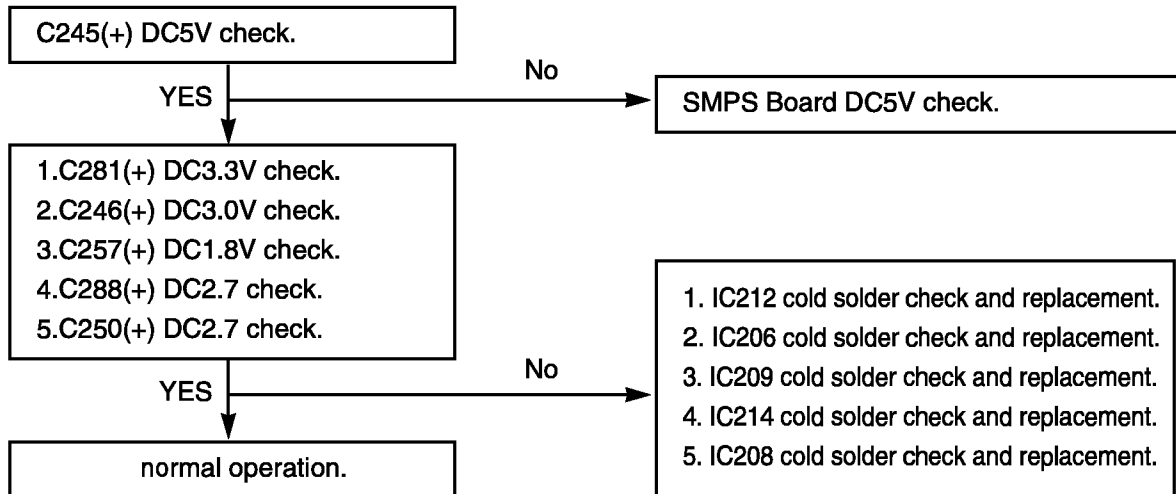 C245(+) DC5V check.
No
YES
SMPS Board DC5V check.
1.C281(+) DC3.3V check.
2.C246(+) DC3.0V check.
3.C257(+) DC1.8V check.
4.C288(+) DC2.7 check.
5.C250(+) DC2.7 check.
No
YES
1. IC212 cold solder check and replacement.
2. IC206 cold solder check and replacement.
3. IC209 cold solder check and replacement.
4. IC214 cold solder check and replacement.
5. IC208 cold solder check and replacement.
normal operation.